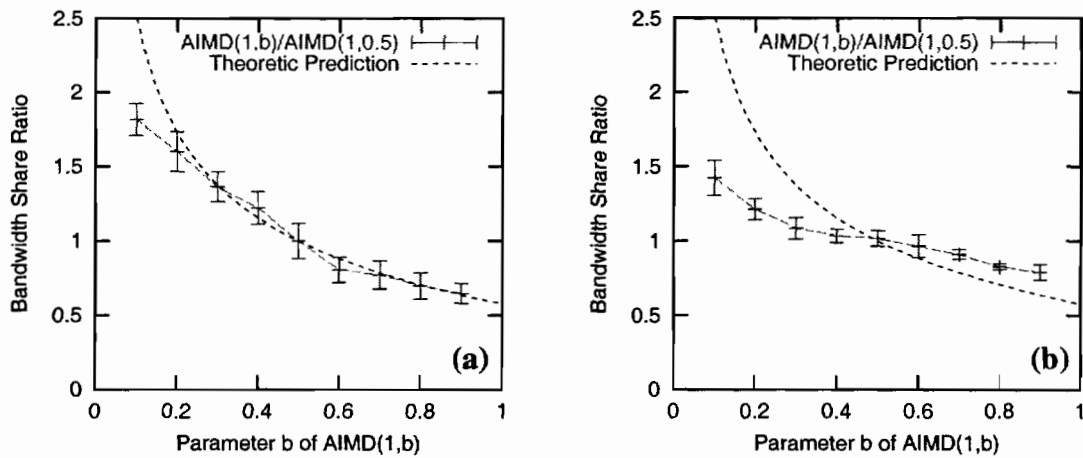 2.5
2
1.5
1
0.5
0
Bandwidth Share Ratio
AIMD(1,b)/AIMD(1,0.5)
Theoretic Prediction
(a)
0 0.2 0.4 0.6 0.8 1
Parameter b of AIMD(1,b)
2.5
2
1.5
1
0.5
0
Bandwidth Share Ratio
AIMD(1,b)/AIMD(1,0.5)
Theoretic Prediction
(b)
0 0.2 0.4 0.6 0.8 1
Parameter b of AIMD(1,b)